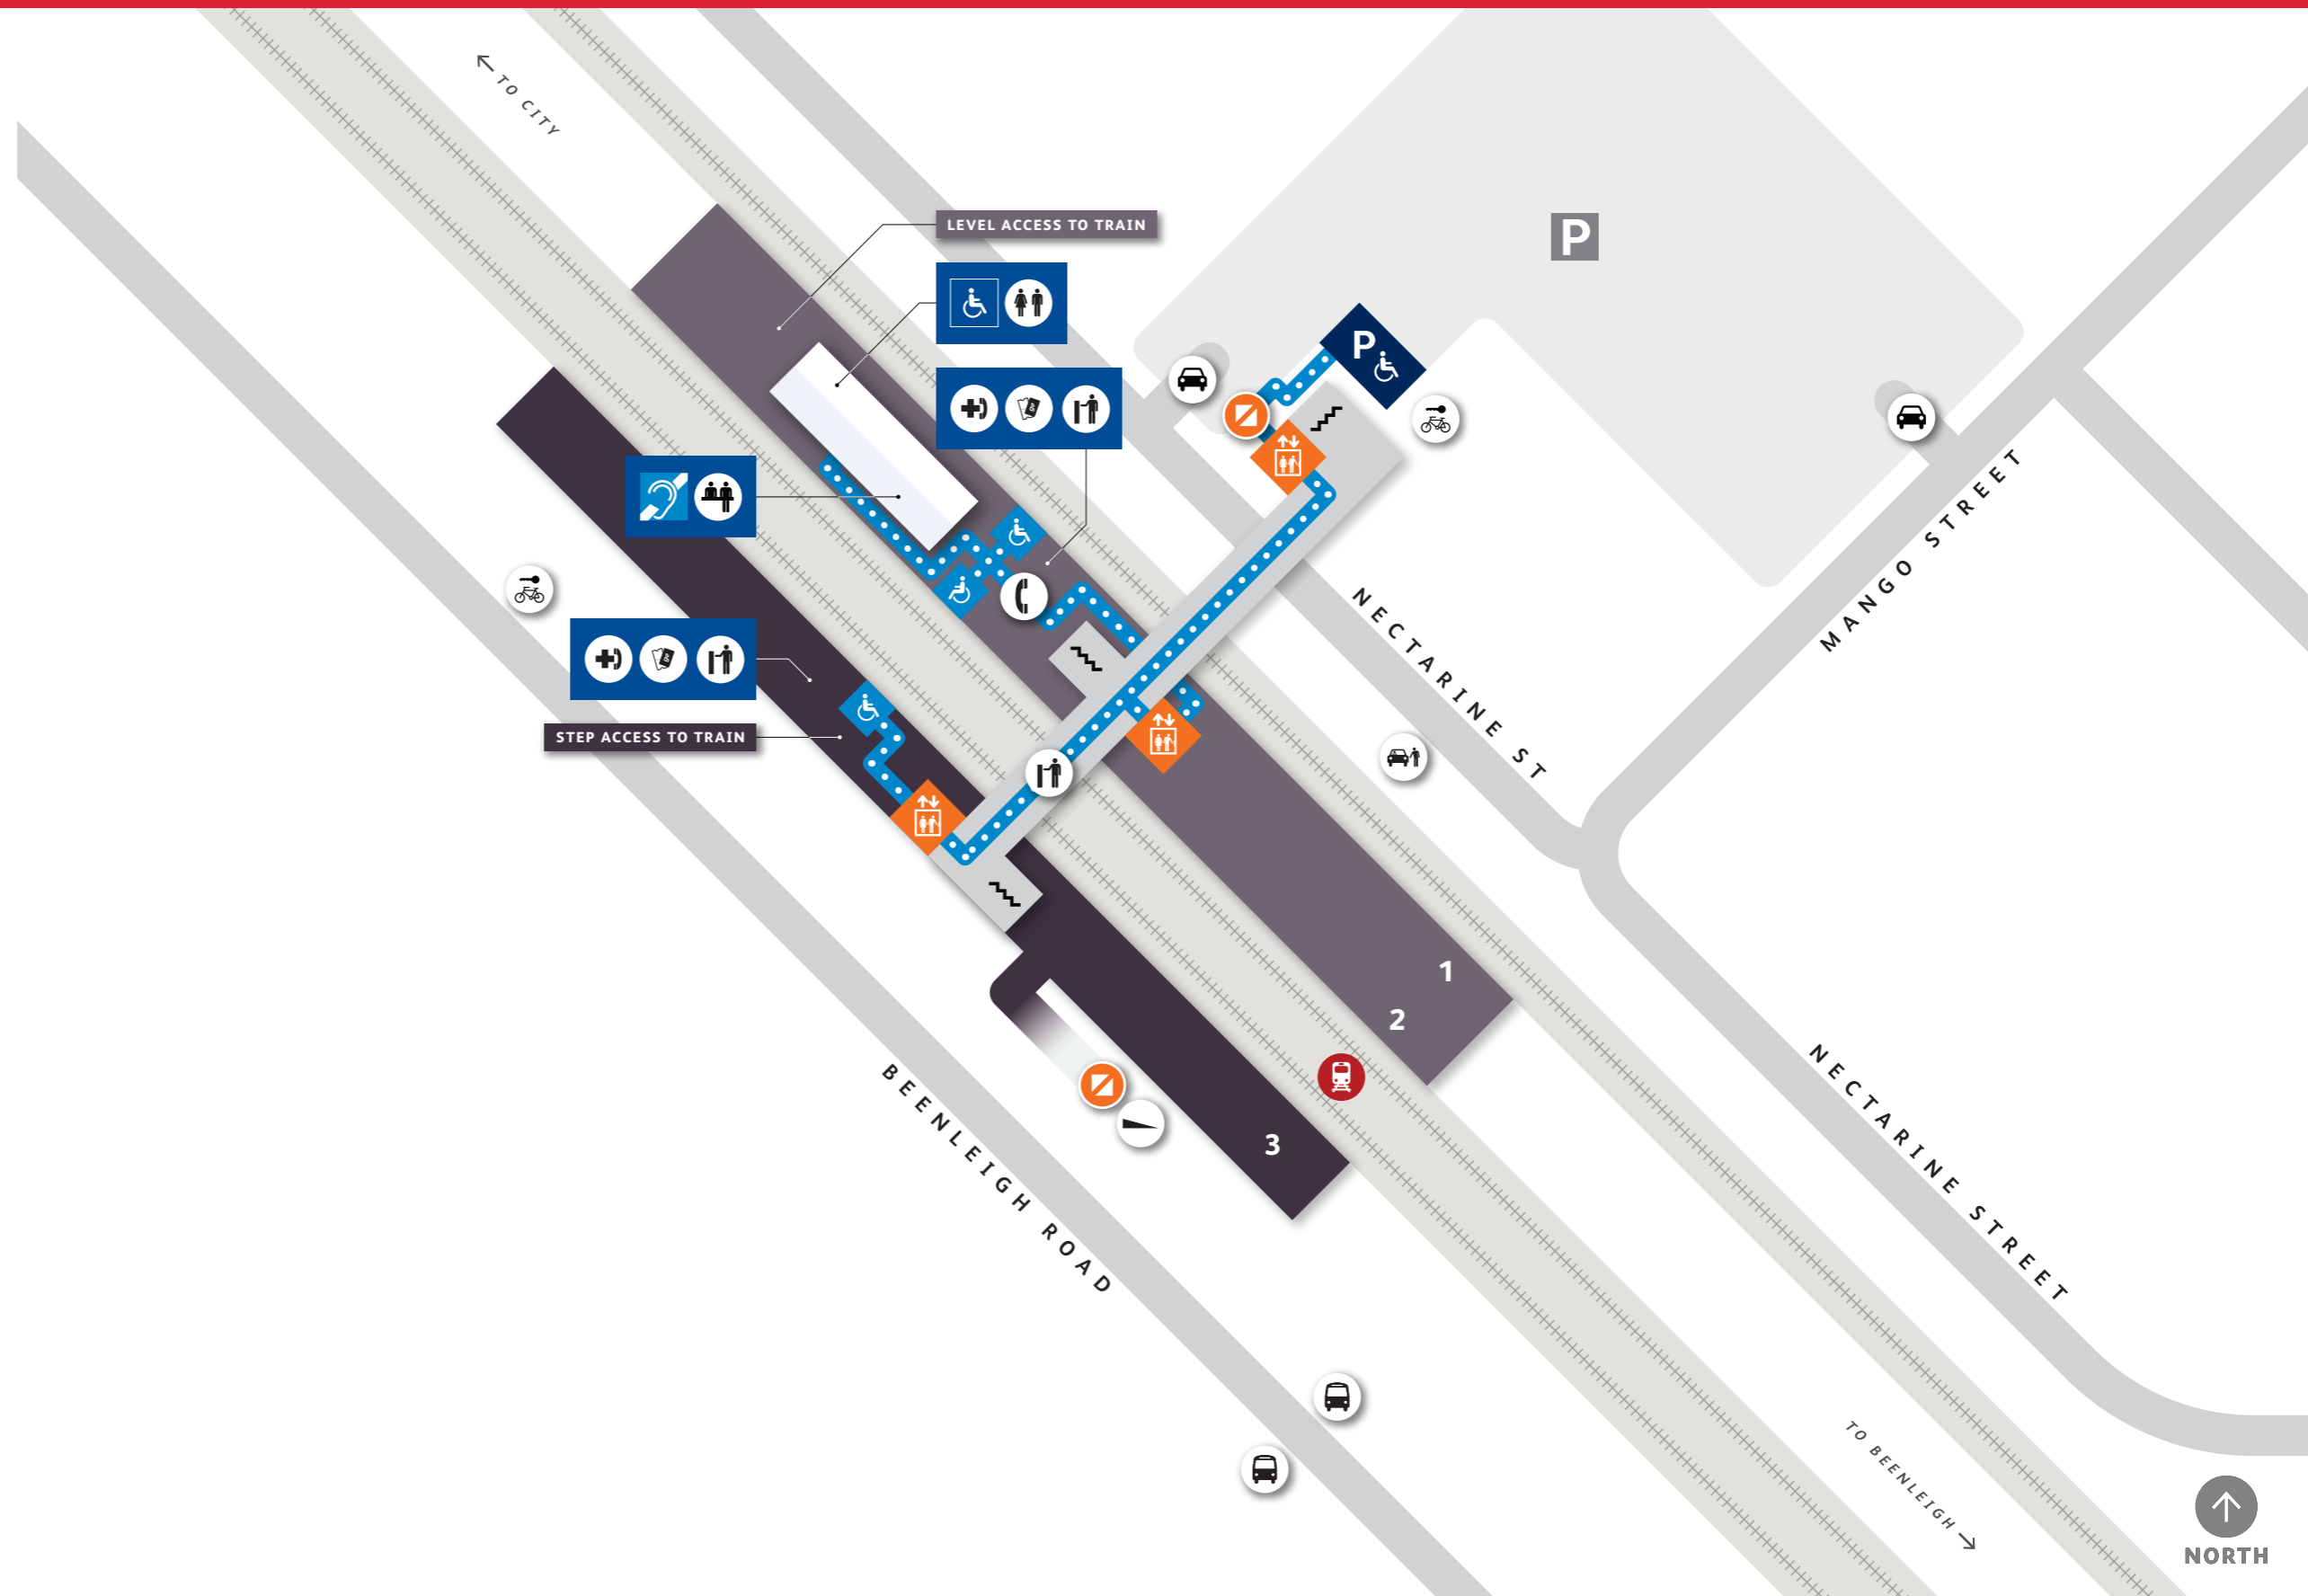 TO CITY
LEVEL ACCESS TO TRAIN
P
P
MANGO STREET
NECTARINE ST
STEP ACCESS TO TRAIN
1
2
3
BEENLEIGH ROAD
NECTARINE STREET
TO BEENLEIGH
NORTH